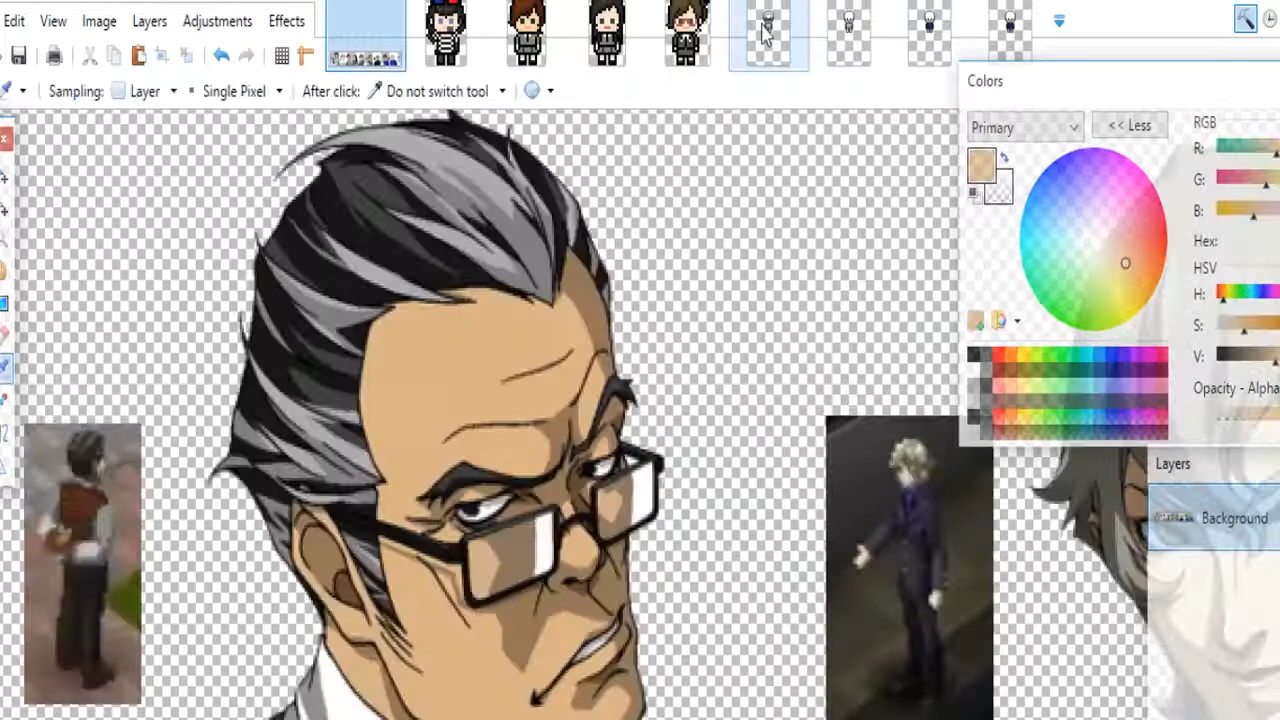 Edit View Image Layers Adjustments Effects
Sampling: Layer Single Pixel After click: Do not switch tool
Colors
Primary << Less RGB
R:
G:
B:
Hex:
HSV
H:
S:
V:
Opacity - Alpha
Layers
Background